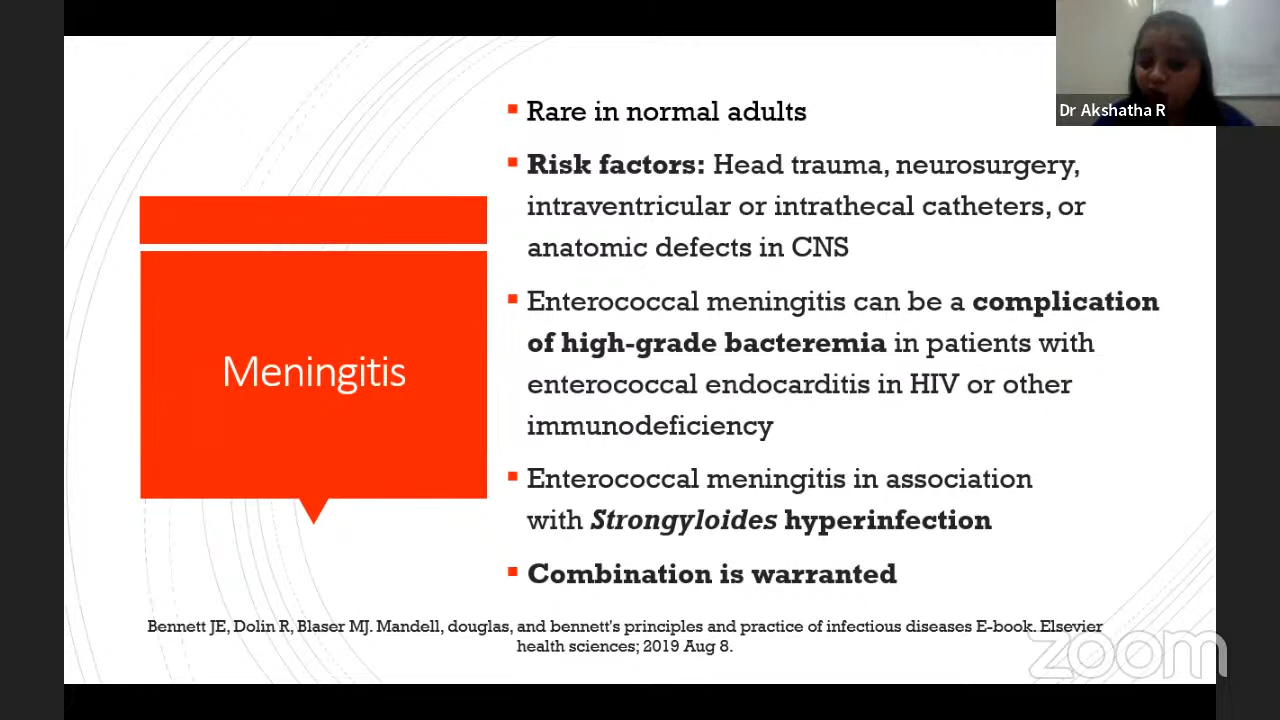 Dr Akshatha R
Meningitis
Rare in normal adults
Risk factors: Head trauma, neurosurgery,
intraventricular or intrathecal catheters, or
anatomic defects in CNS
Enterococcal meningitis can be a complication
of high-grade bacteremia in patients with
enterococcal endocarditis in HIV or other
immunodeficiency
Enterococcal meningitis in association
with Strongyloides hyperinfection
Combination is warranted
Bennett JE, Dolin R, Blaser MJ. Mandell, douglas, and bennett's principles and practice of infectious diseases E-book. Elsevier
health sciences; 2019 Aug 8.
zoom